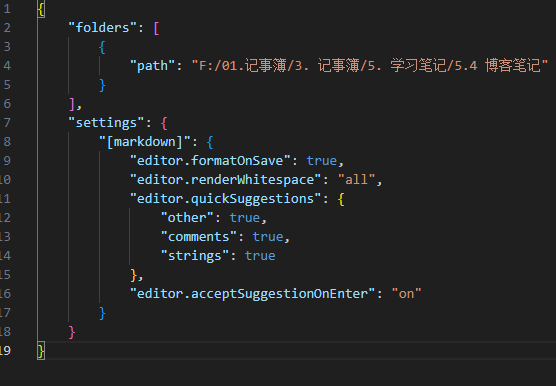 1 {
2 "folders": [
3 {
4 "path": "F:/01.记事簿/3. 记事簿/5. 学习笔记/5.4 博客笔记"
5 }
6 ],
7 "settings": {
8 "[markdown]": {
9 "editor.formatOnSave": true,
10 "editor.renderWhitespace": "all",
11 "editor.quickSuggestions": {
12 "other": true,
13 "comments": true,
14 "strings": true
15 },
16 "editor.acceptSuggestionOnEnter": "on"
17 }
18 }
19 }